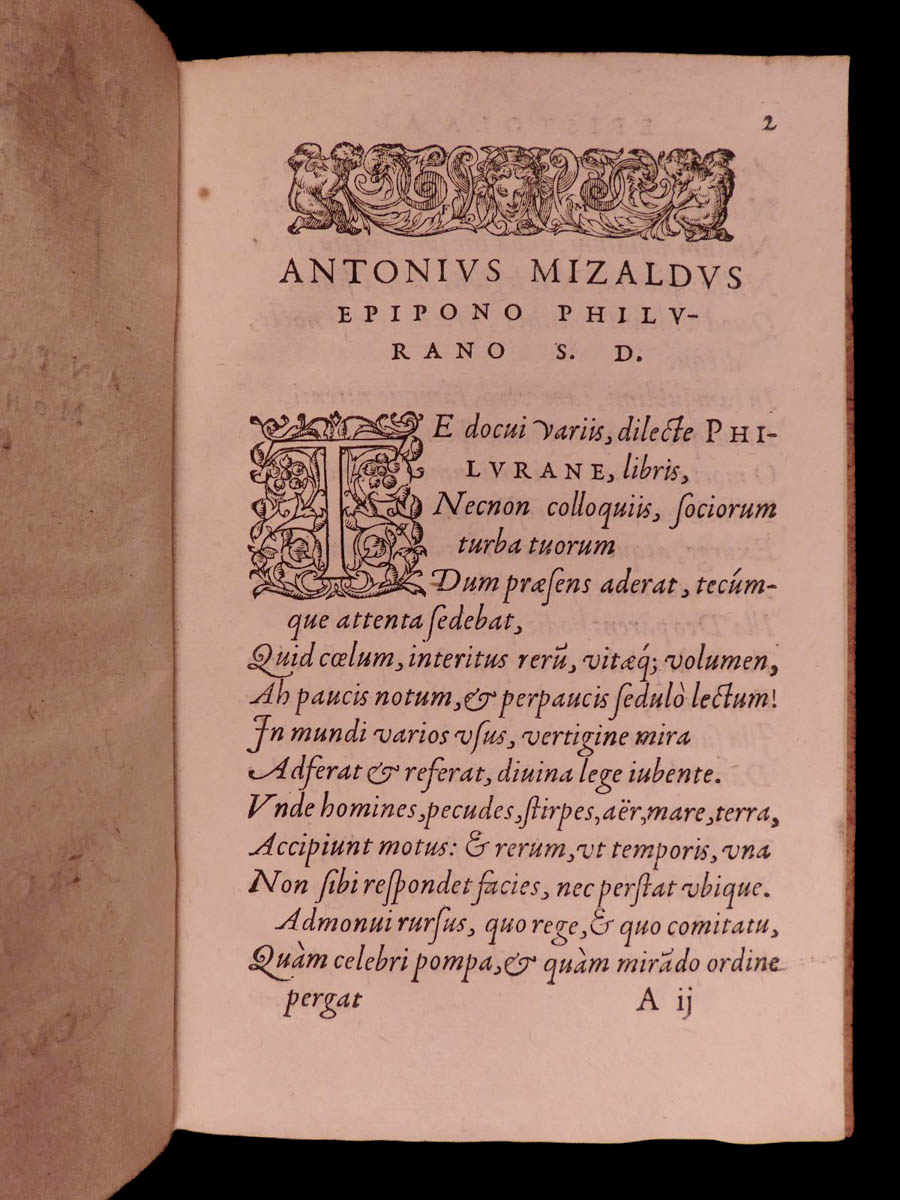 2
ANTONIVS MIZALDVS
EPIPONO PHILV-
RANO S. D.
TE docui variis, dilecte PHI-
LVRANE, libris,
Necnon colloquiis, ſociorum
turba tuorum
Dum præſens aderat, tecúm-
que attenta ſedebat,
Quid cœlum, interitus rerū, vitæq́; volumen,
Ah paucis notum, & perpaucis ſedulò lectum!
In mundi varios vſus, vertigine mira
Adferat & referat, diuina lege iubente.
Vnde homines, pecudes, ſtirpes, aër, mare, terra,
Accipiunt motus: & rerum, vt temporis, vna
Non ſibi reſpondet facies, nec perſtat vbique.
Admonui rurſus, quo rege, & quo comitatu,
Quàm celebri pompa, & quàm mirãdo ordine
pergat
A ij